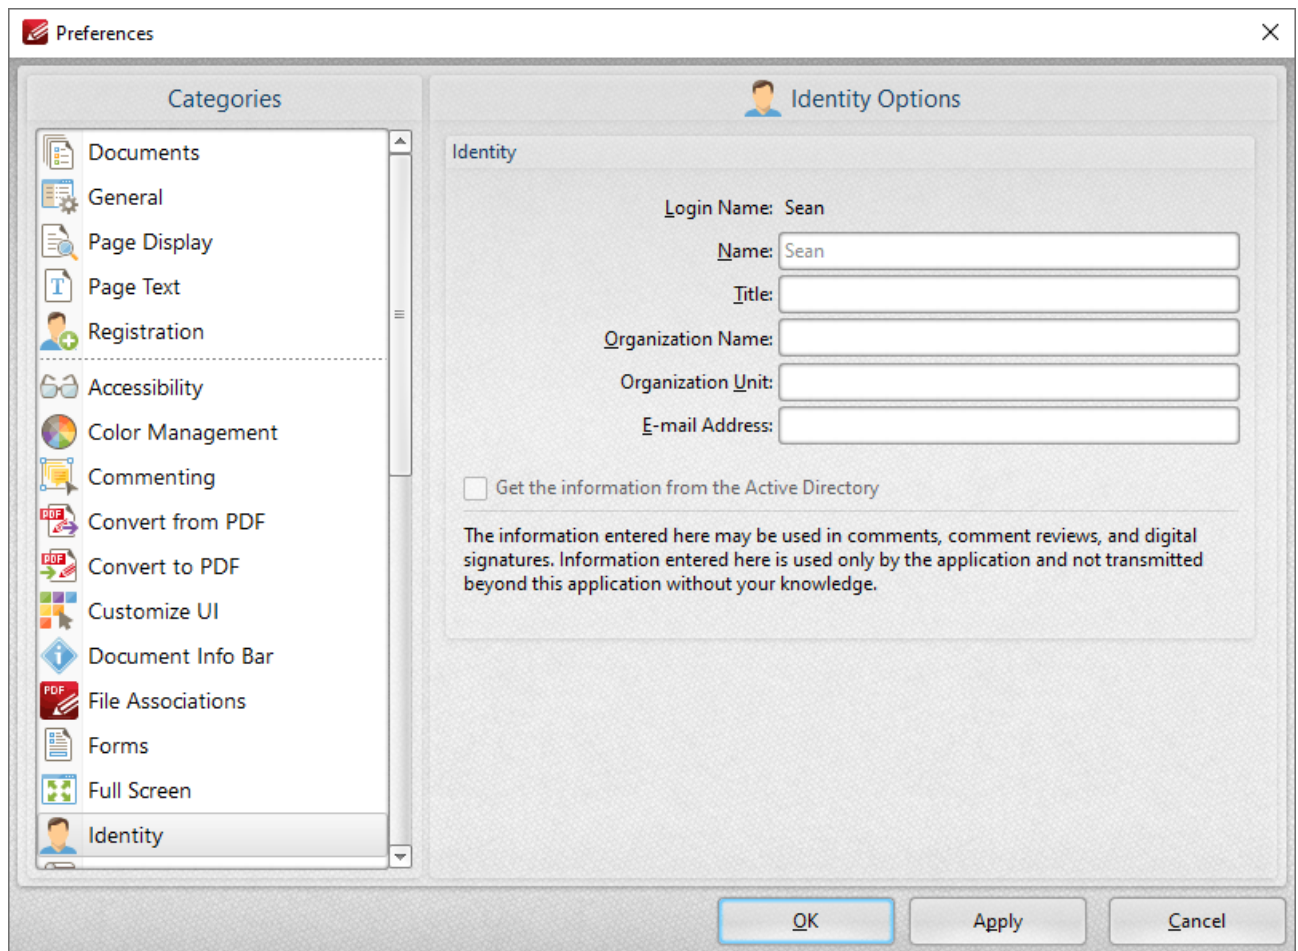 Preferences
Categories
Documents
General
Page Display
Page Text
Registration
Accessibility
Color Management
Commenting
Convert from PDF
Convert to PDF
Customize UI
Document Info Bar
File Associations
Forms
Full Screen
Identity
Identity Options
Identity
Login Name: Sean
Name: Sean
Title:
Organization Name:
Organization Unit:
E-mail Address:
Get the information from the Active Directory
The information entered here may be used in comments, comment reviews, and digital
signatures. Information entered here is used only by the application and not transmitted
beyond this application without your knowledge.
OK
Apply
Cancel